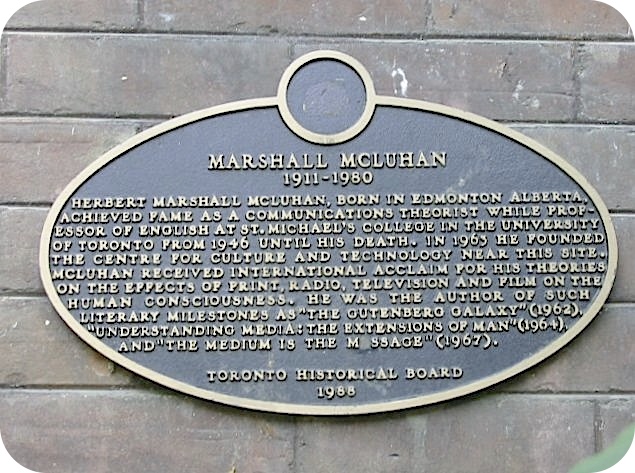 MARSHALL MCLUHAN
1911-1980
HERBERT MARSHALL MCLUHAN, BORN IN EDMONTON ALBERTA,
ACHIEVED FAME AS A COMMUNICATIONS THEORIST WHILE PROF-
ESSOR OF ENGLISH AT ST. MICHAEL'S COLLEGE IN THE UNIVERSITY
OF TORONTO FROM 1946 UNTIL HIS DEATH. IN 1963 HE FOUNDED
THE CENTRE FOR CULTURE AND TECHNOLOGY NEAR THIS SITE.
MCLUHAN RECEIVED INTERNATIONAL ACCLAIM FOR HIS THEORIES
ON THE EFFECTS OF PRINT, RADIO, TELEVISION AND FILM ON THE
HUMAN CONSCIOUSNESS. HE WAS THE AUTHOR OF SUCH
LITERARY MILESTONES AS "THE GUTENBERG GALAXY" (1962),
"UNDERSTANDING MEDIA: THE EXTENSIONS OF MAN" (1964),
AND "THE MEDIUM IS THE M SSAGE" (1967).
TORONTO HISTORICAL BOARD
1988